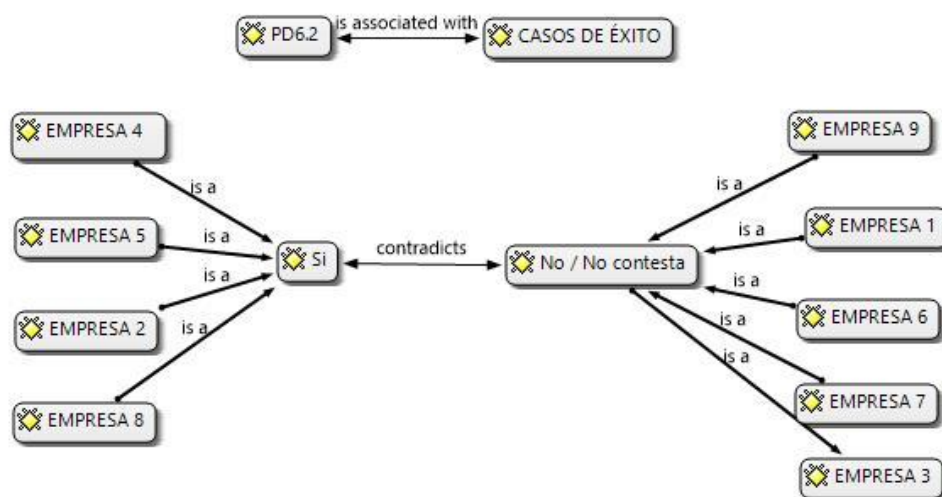 is associated with
PD6.2
CASOS DE ÉXITO
EMPRESA 4
EMPRESA 9
is a
is a
EMPRESA 5
is a
EMPRESA 1
is a
Si
contradicts
No / No contesta
is a
is a
EMPRESA 2
is a
EMPRESA 6
is a
is a
EMPRESA 8
EMPRESA 7
EMPRESA 3